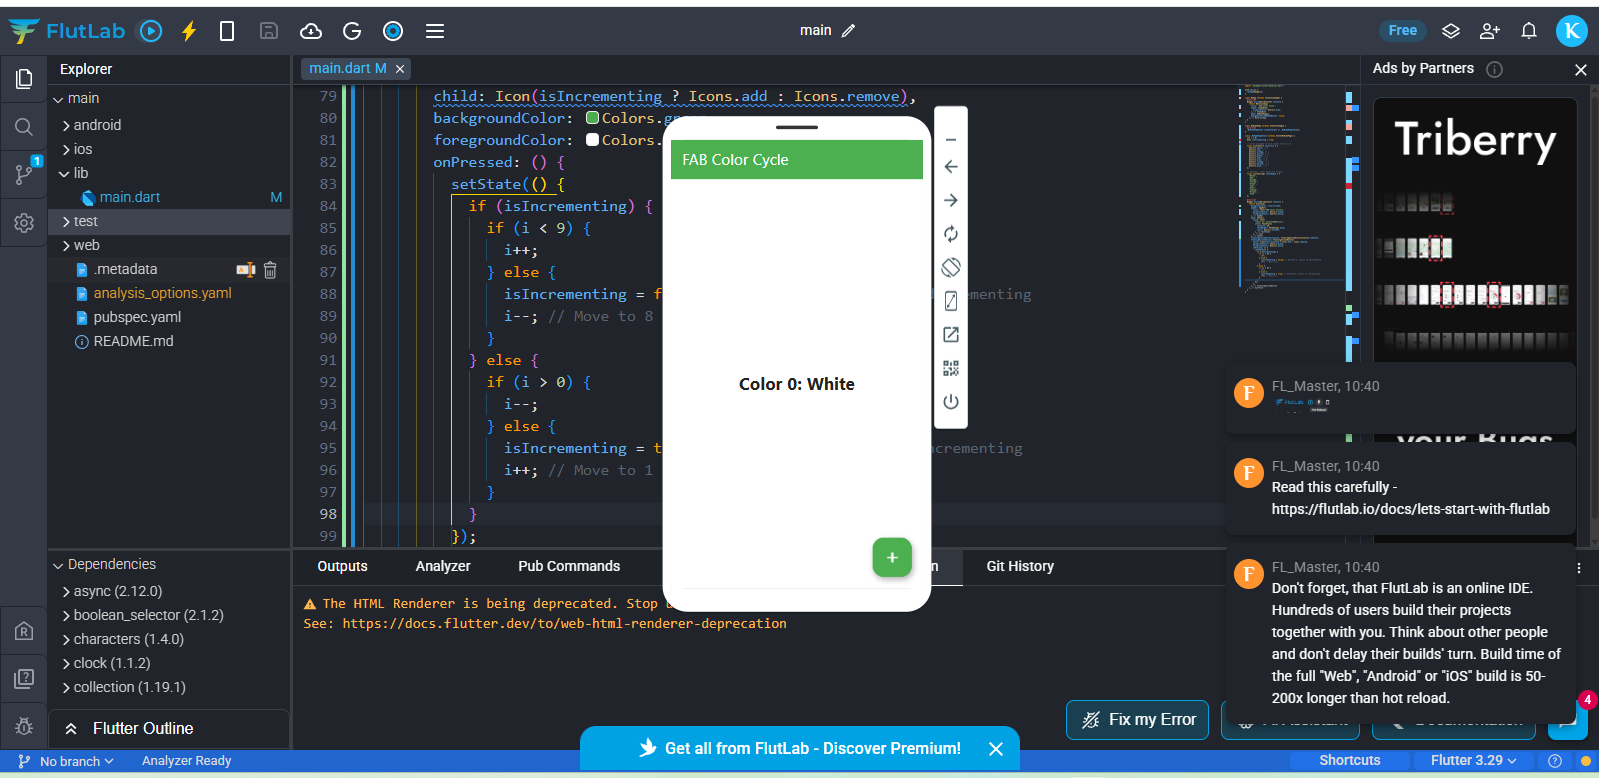 FlutLab
main
Free
K
Explorer
main
android
ios
lib
main.dart
M
test
web
.metadata
analysis_options.yaml
pubspec.yaml
README.md
1
Dependencies
async (2.12.0)
boolean_selector (2.1.2)
characters (1.4.0)
clock (1.1.2)
collection (1.19.1)
Flutter Outline
main.dart M
79 child: Icon(isIncrementing ? Icons.add : Icons.remove),
80 backgroundColor: Colors.
81 foregroundColor: Colors.
82 onPressed: () {
83 setState(() {
84 if (isIncrementing) {
85 if (i < 9) {
86 i++;
87 } else {
88 isIncrementing = f
89 i--; // Move to 8
90 }
91 } else {
92 if (i > 0) {
93 i--;
94 } else {
95 isIncrementing = t
96 i++; // Move to 1
97 }
98 }
99 });
FAB Color Cycle
Color 0: White
+
Outputs
Analyzer
Pub Commands
Git History
The HTML Renderer is being deprecated. Stop
See: https://docs.flutter.dev/to/web-html-renderer-deprecation
Ads by Partners
Triberry
your Bugs
F
FL_Master, 10:40
FlutLab
F
FL_Master, 10:40
Read this carefully -
https://flutlab.io/docs/lets-start-with-flutlab
F
FL_Master, 10:40
Don't forget, that FlutLab is an online IDE.
Hundreds of users build their projects
together with you. Think about other people
and don't delay their builds' turn. Build time of
the full "Web", "Android" or "iOS" build is 50-
200x longer than hot reload.
4
Fix my Error
AI Assistant
Documentation
Get all from FlutLab - Discover Premium!
No branch
Analyzer Ready
Shortcuts
Flutter 3.29